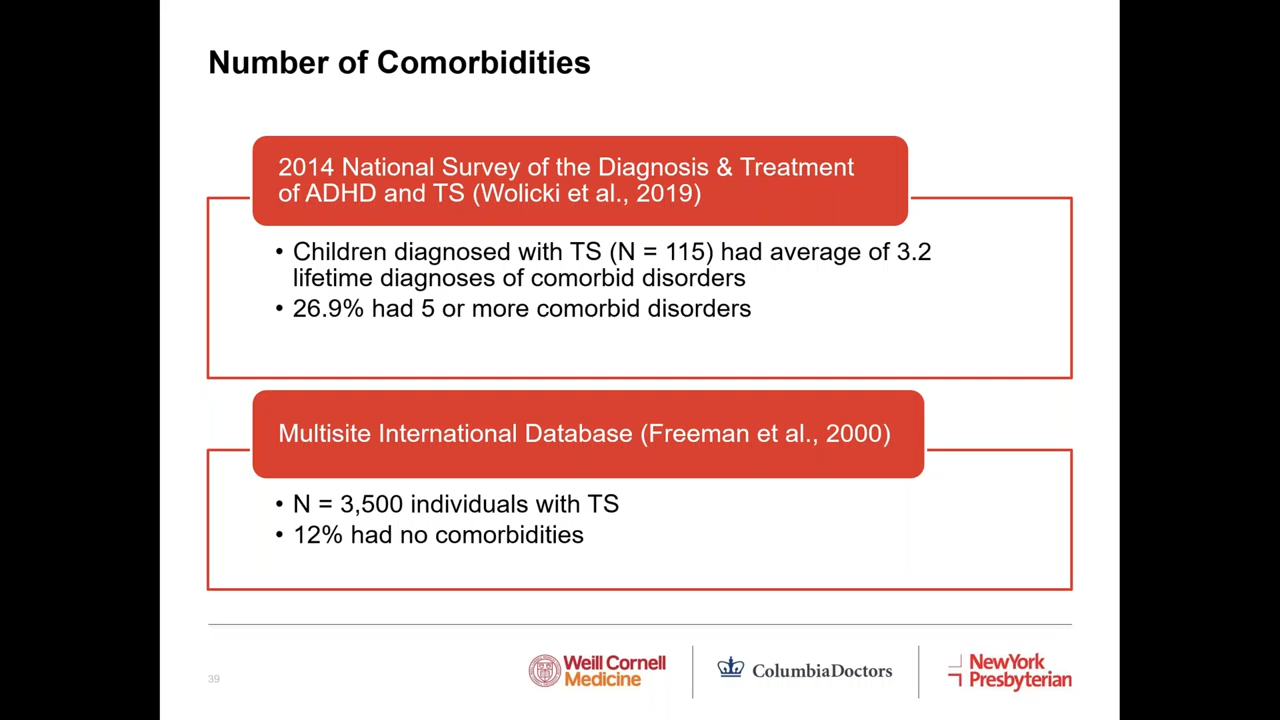 Number of Comorbidities
2014 National Survey of the Diagnosis & Treatment
of ADHD and TS (Wolicki et al., 2019)
• Children diagnosed with TS (N = 115) had average of 3.2
lifetime diagnoses of comorbid disorders
• 26.9% had 5 or more comorbid disorders
Multisite International Database (Freeman et al., 2000)
• N = 3,500 individuals with TS
• 12% had no comorbidities
39
Weill Cornell
Medicine
ColumbiaDoctors
NewYork
Presbyterian